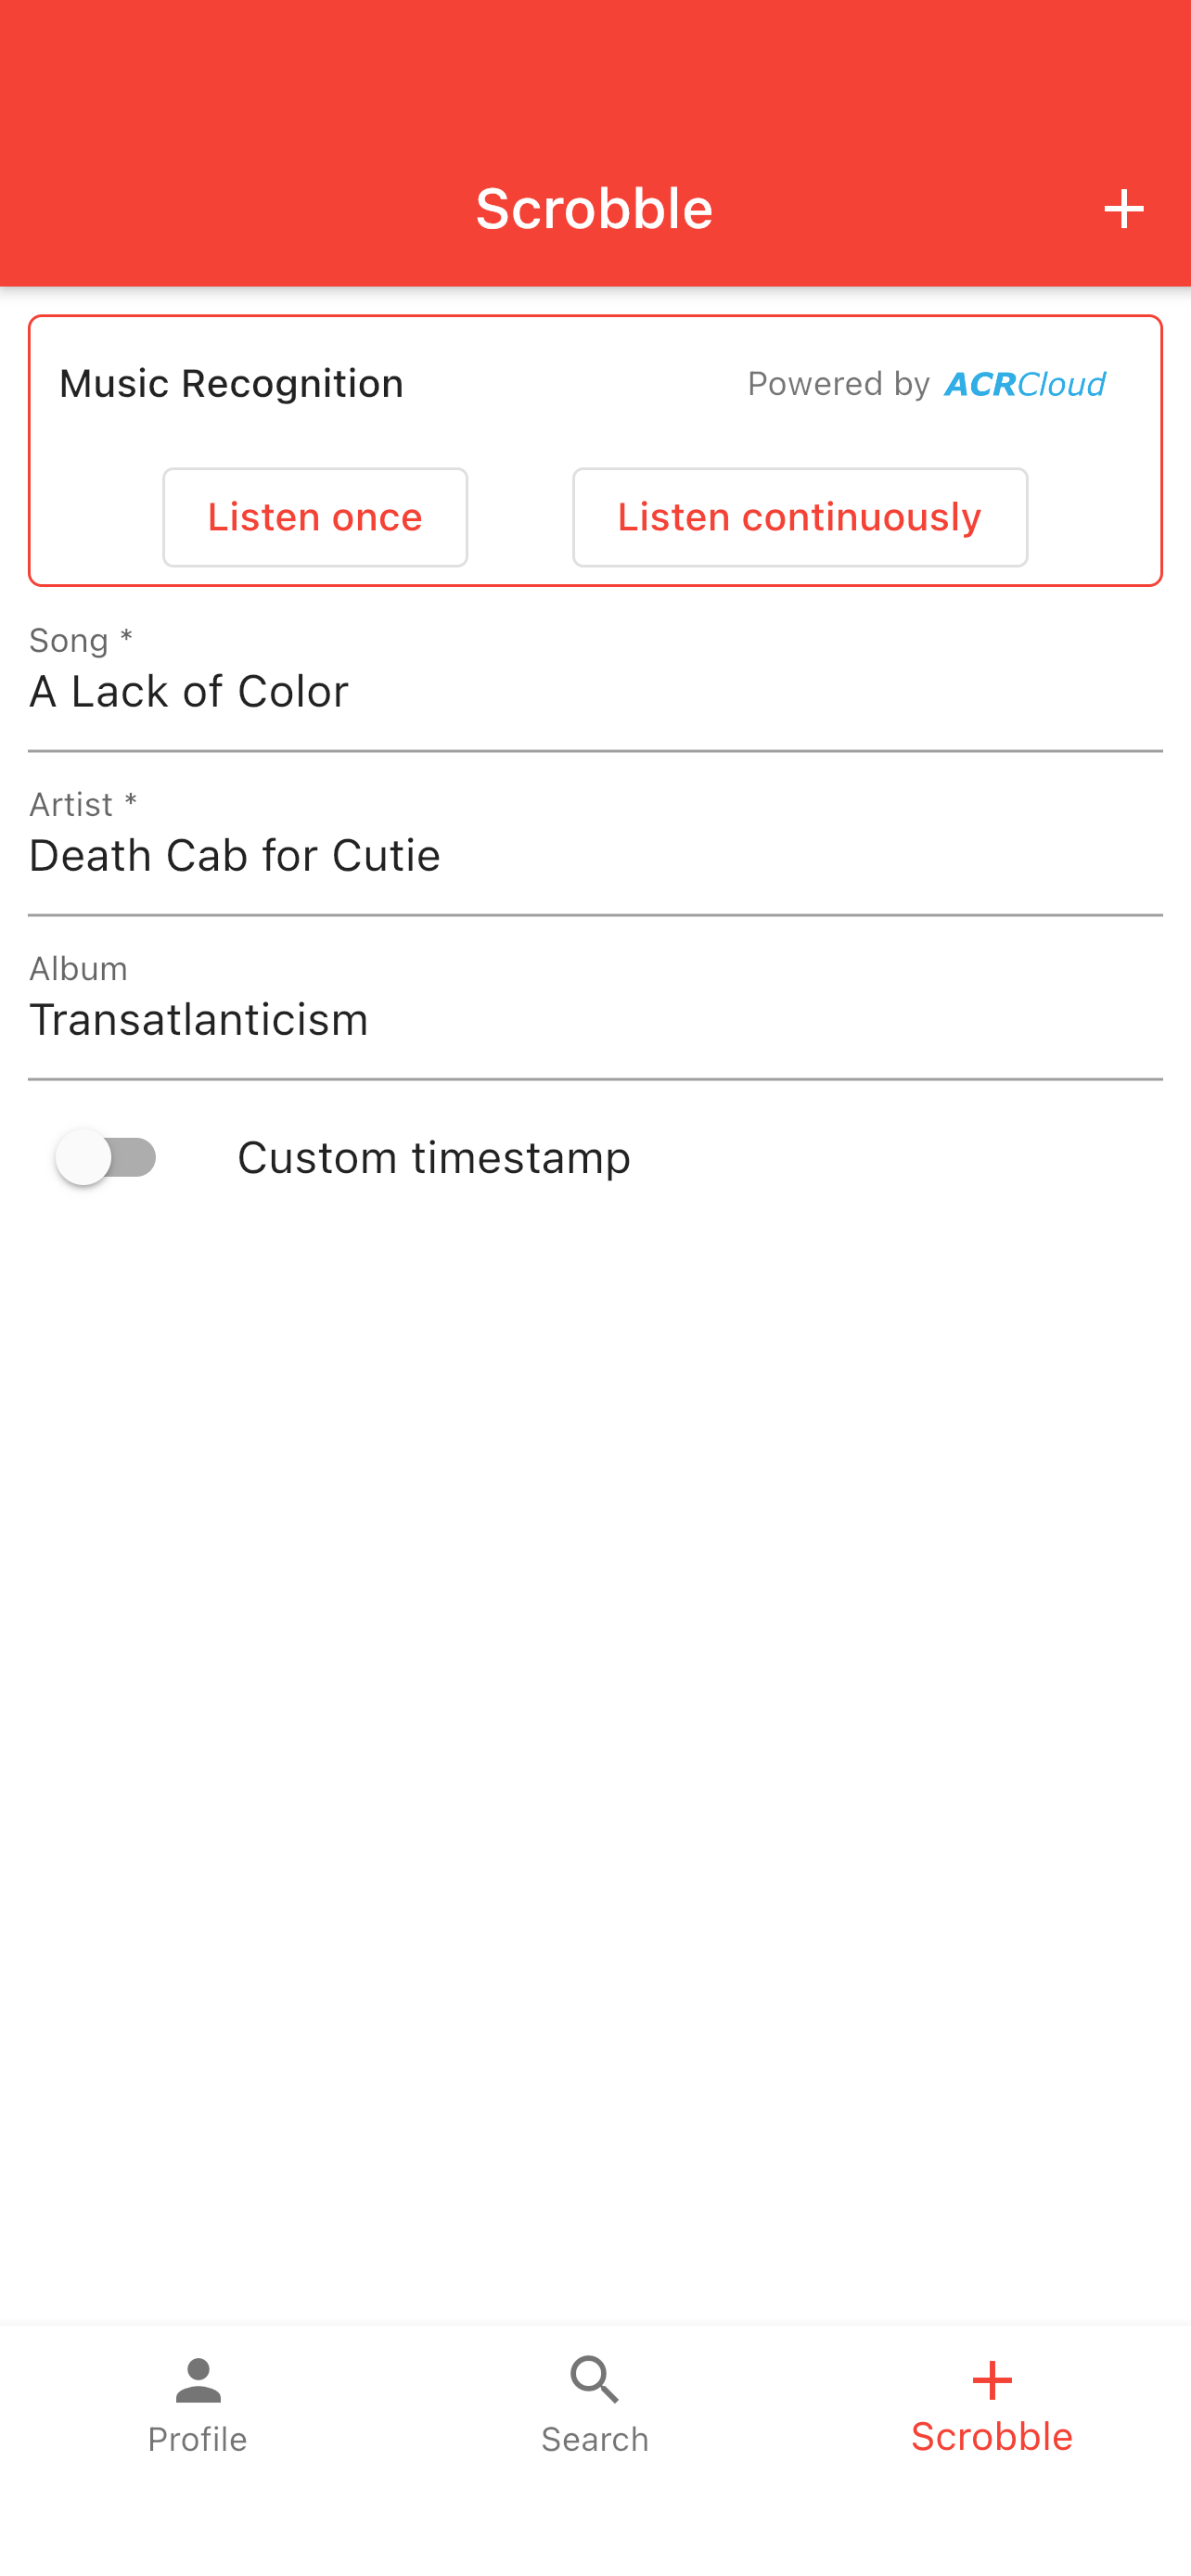 Scrobble
Music Recognition
Powered by ACRCloud
Listen once
Listen continuously
Song *
A Lack of Color
Artist *
Death Cab for Cutie
Album
Transatlanticism
Custom timestamp
Profile
Search
Scrobble